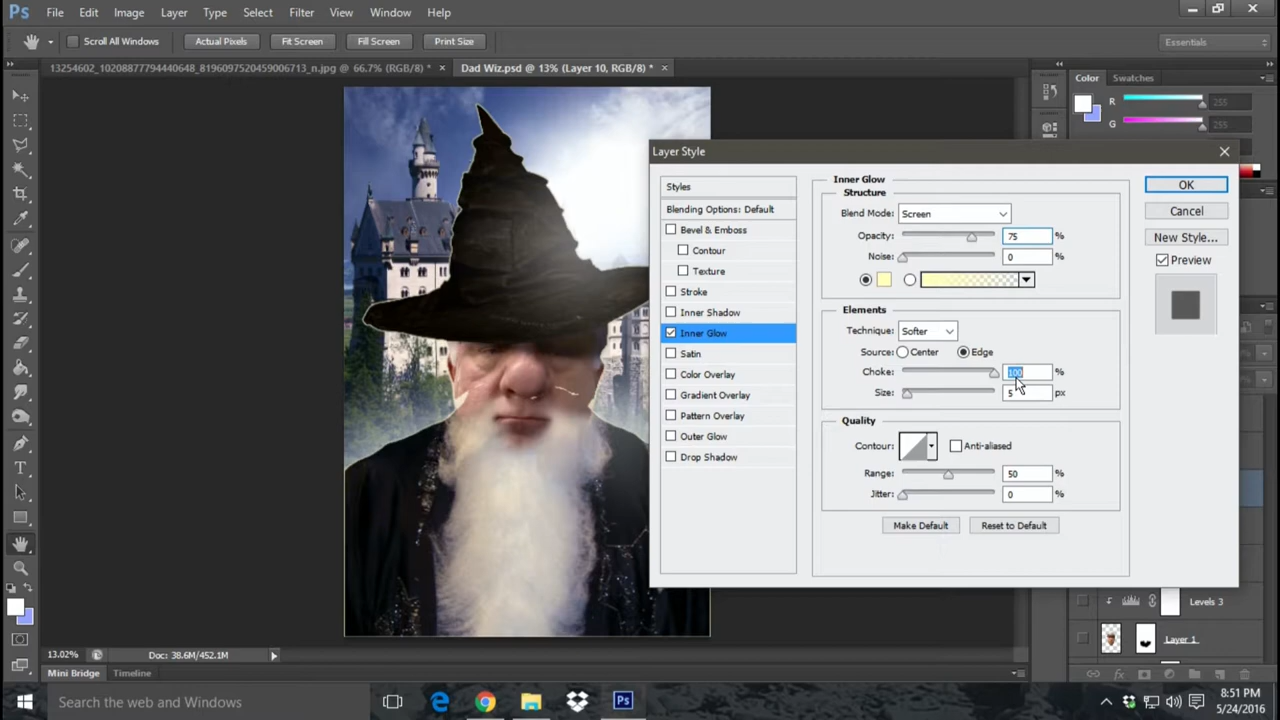 Ps File Edit Image Layer Type Select Filter View Window Help
Scroll All Windows Actual Pixels Fit Screen Fill Screen Print Size Essentials
13254602_10208877794440648_8196097520459006713_n.jpg @ 66.7% (RGB/8) * × Dad Wiz.psd @ 13% (Layer 10, RGB/8) * × Color Swatches
R 255
G 255
Layer Style
Styles
Blending Options: Default
Bevel & Emboss
Contour
Texture
Stroke
Inner Shadow
Inner Glow
Satin
Color Overlay
Gradient Overlay
Pattern Overlay
Outer Glow
Drop Shadow
Inner Glow
Structure
Blend Mode: Screen
Opacity: 75 %
Noise: 0 %
Elements
Technique: Softer
Source: Center Edge
Choke: 100 %
Size: 5 px
Quality
Contour: Anti-aliased
Range: 50 %
Jitter: 0 %
Make Default Reset to Default
OK
Cancel
New Style...
Preview
Levels 3
Layer 1
13.02% Doc: 38.6M/452.1M
Mini Bridge Timeline
Search the web and Windows
Ps
8:51 PM
5/24/2016